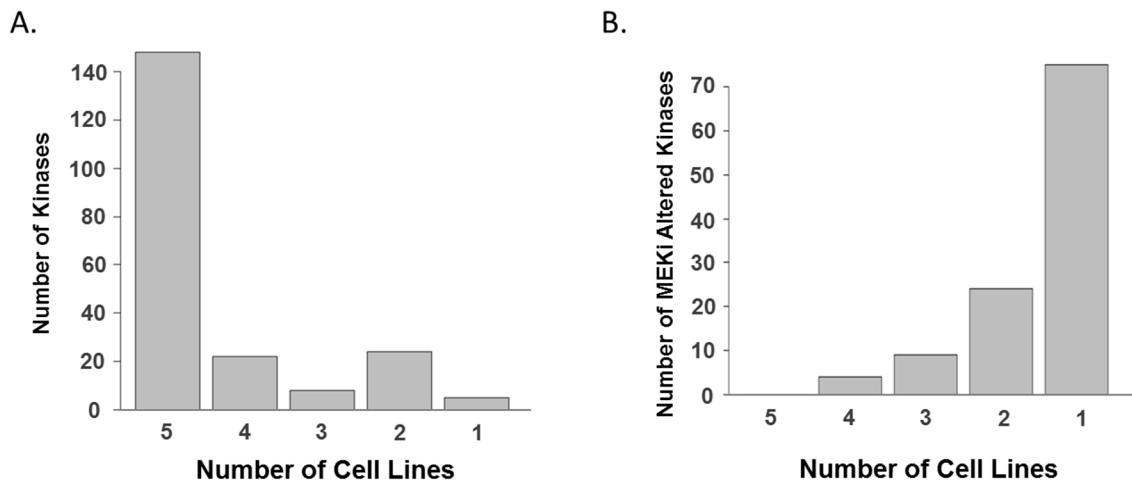 A.
Number of Kinases
140
120
100
80
60
40
20
0
5 4 3 2 1
Number of Cell Lines
B.
Number of MEKi Altered Kinases
70
60
50
40
30
20
10
0
5 4 3 2 1
Number of Cell Lines